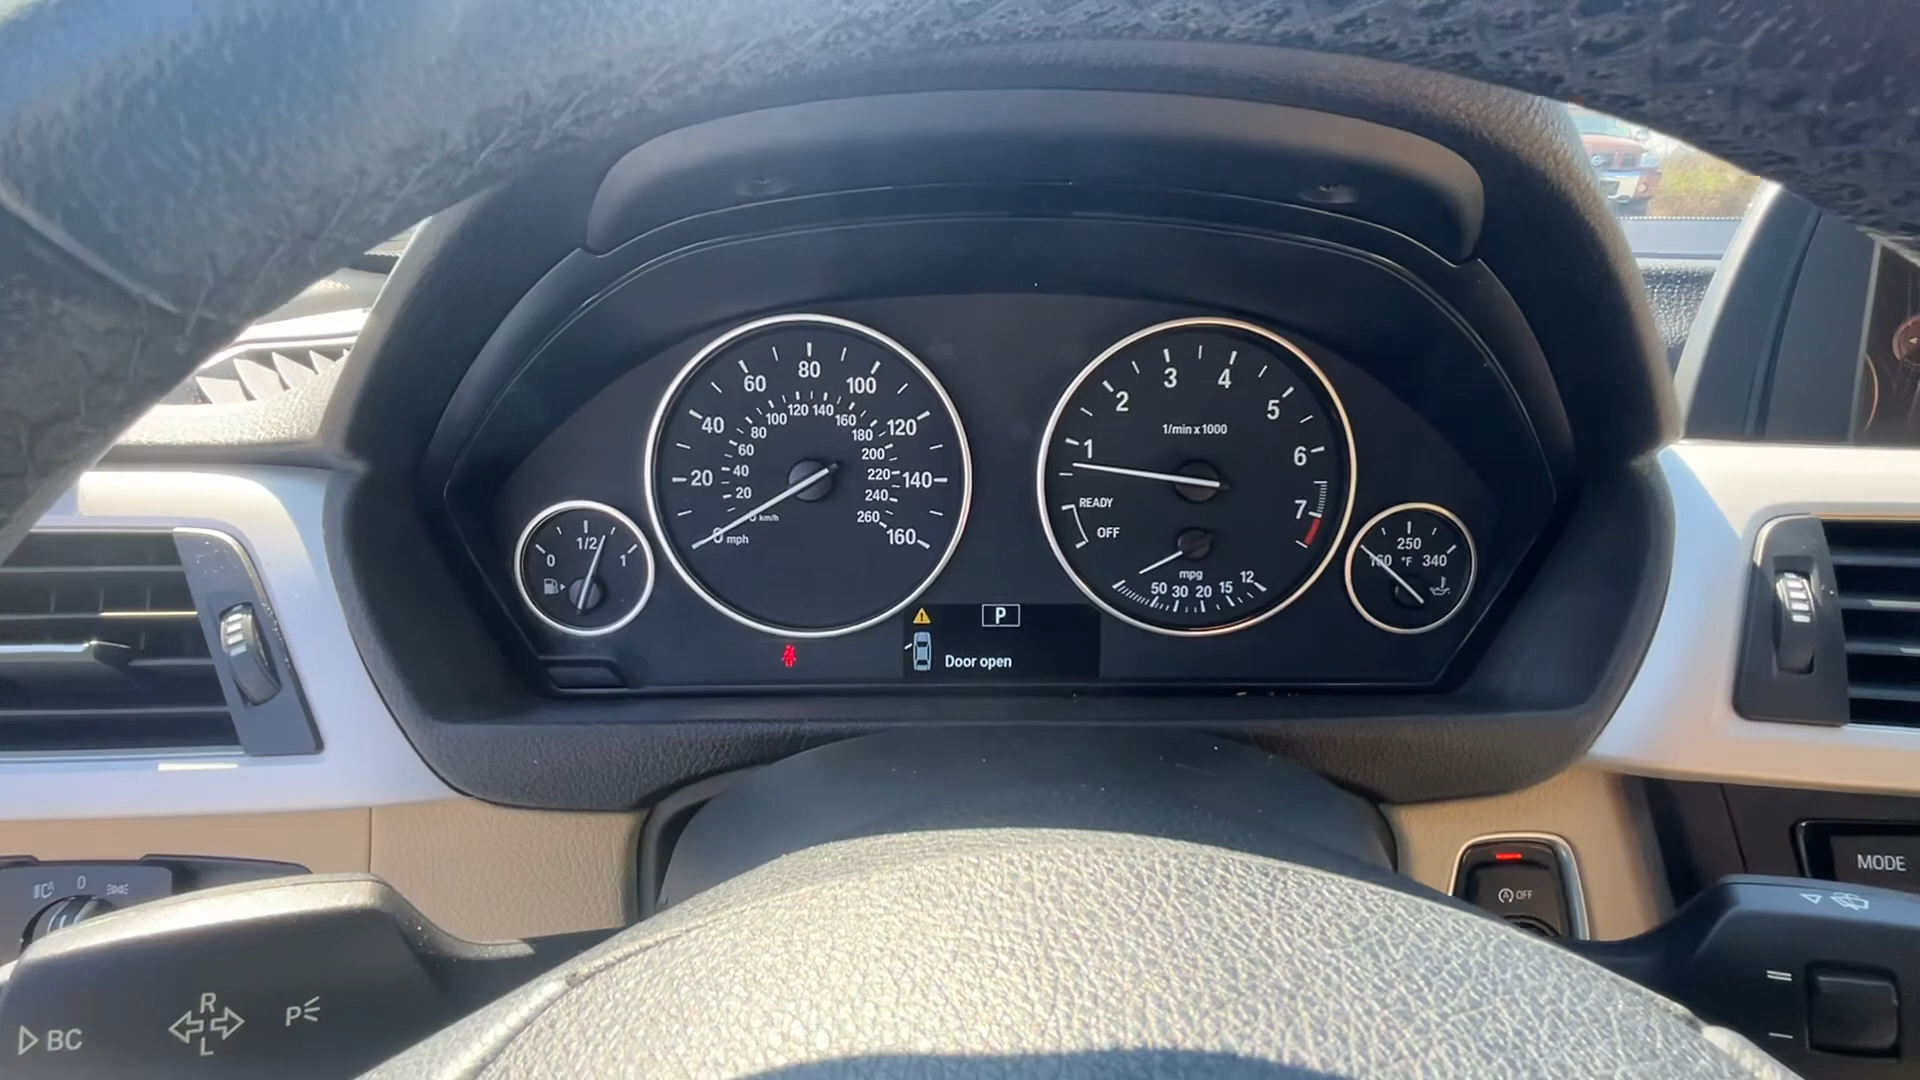 80
60
100
40
120
20
140
0 mph
160
120 140
100 160
80 180
60 200
40 220
20 240
km/h 260
3
4
2
5
1
6
7
1/min x 1000
READY
OFF
mpg
50 30 20 15 12
1/2
0
1
250
160 °F 340
P
Door open
MODE
OFF
0
R
L
P
BC